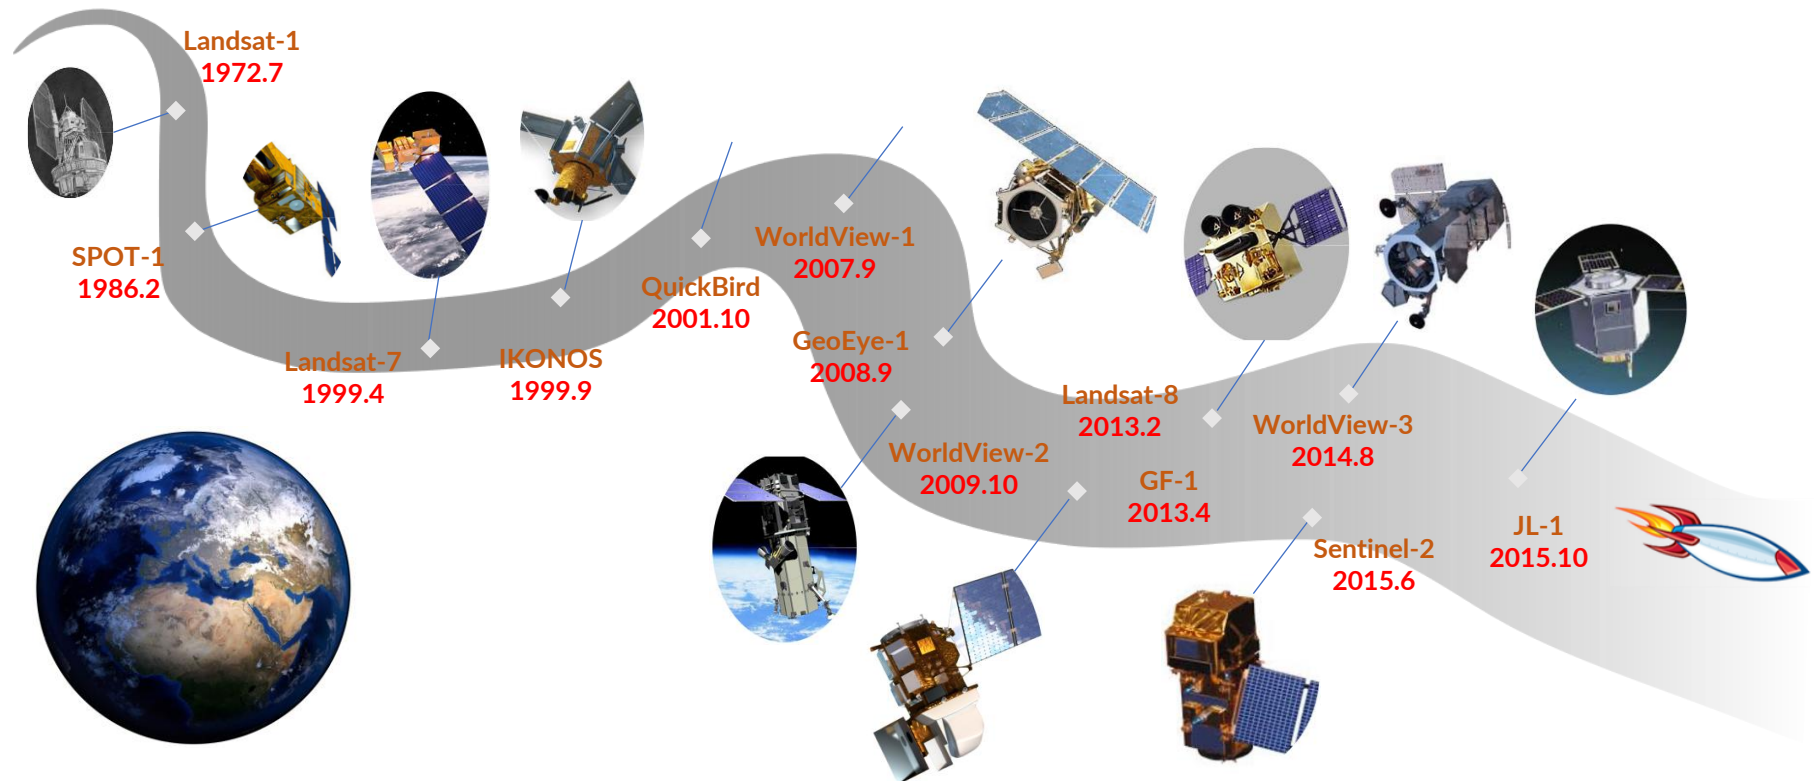 Landsat-1
1972.7
SPOT-1
1986.2
Landsat-7
1999.4
IKONOS
1999.9
QuickBird
2001.10
WorldView-1
2007.9
GeoEye-1
2008.9
WorldView-2
2009.10
Landsat-8
2013.2
GF-1
2013.4
WorldView-3
2014.8
Sentinel-2
2015.6
JL-1
2015.10